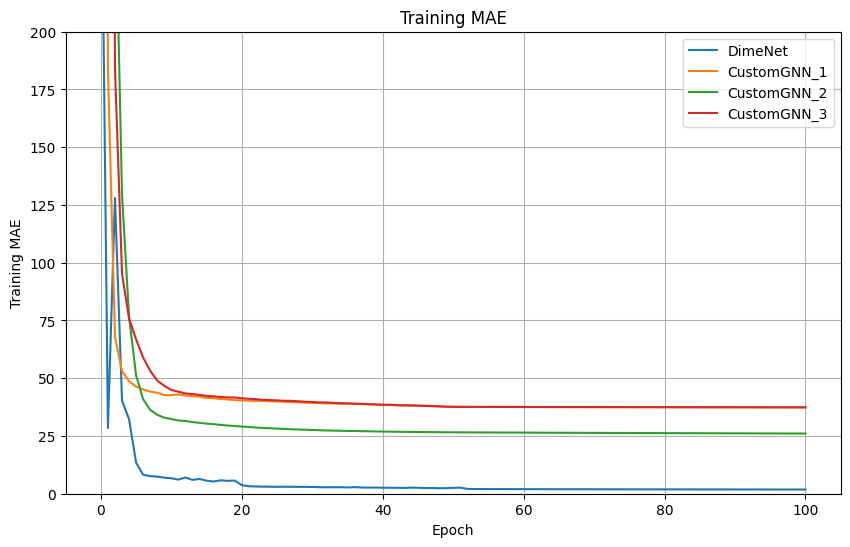 Training MAE
DimeNet
CustomGNN_1
CustomGNN_2
CustomGNN_3
Training MAE
200
175
150
125
100
75
50
25
0
0 20 40 60 80 100
Epoch